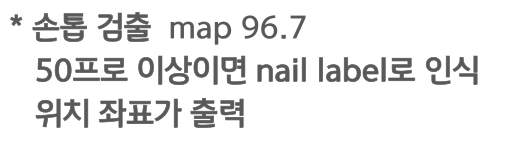 * 손톱 검출  map 96.7
50프로 이상이면 nail label로 인식
위치 좌표가 출력